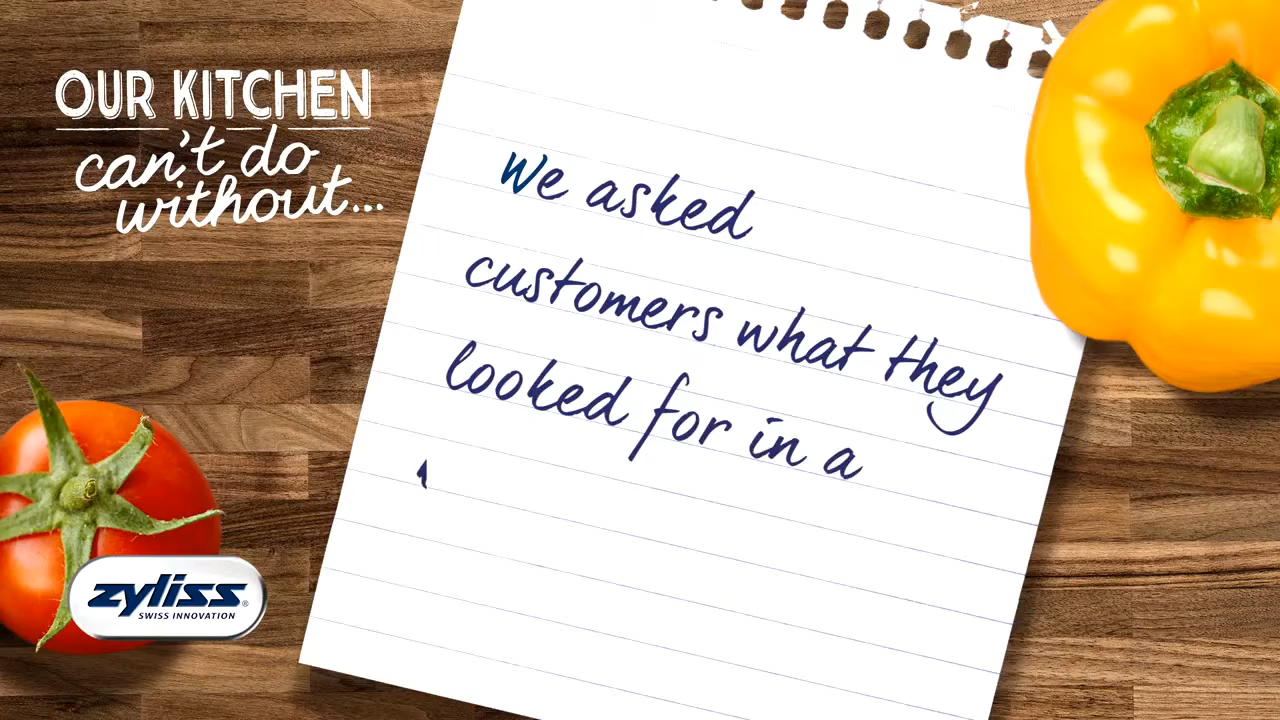 OUR KITCHEN
can't do
without...
We asked
customers what they
looked for in a
zyliss®
SWISS INNOVATION